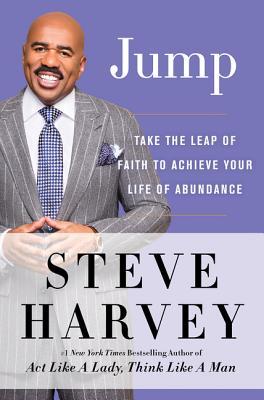 Jump
TAKE THE LEAP OF
FAITH TO ACHIEVE YOUR
LIFE OF ABUNDANCE
STEVE
HARVEY
#1 New York Times Bestselling Author of
Act Like A Lady, Think Like A Man